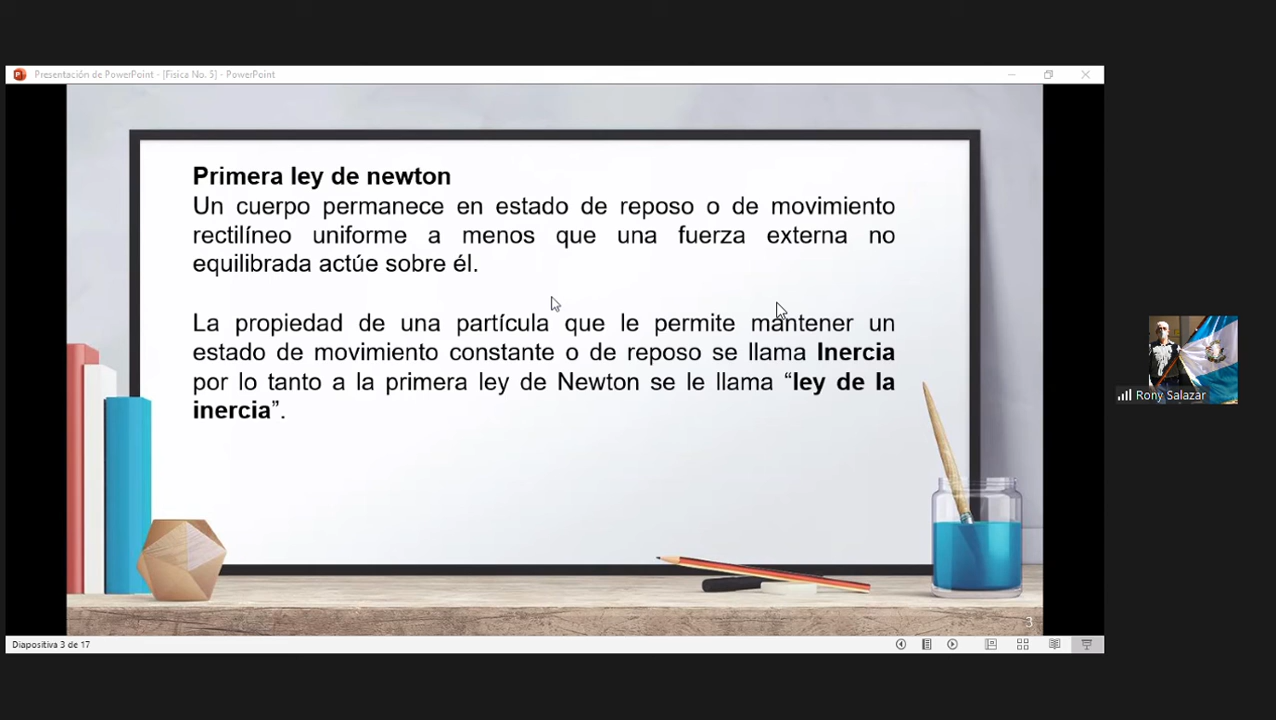 Presentación de PowerPoint - [Fisica No. 5] - PowerPoint
Primera ley de newton
Un cuerpo permanece en estado de reposo o de movimiento
rectilíneo uniforme a menos que una fuerza externa no
equilibrada actúe sobre él.
La propiedad de una partícula que le permite mantener un
estado de movimiento constante o de reposo se llama Inercia
por lo tanto a la primera ley de Newton se le llama “ley de la
inercia”.
Rony Salazar
3
Diapositiva 3 de 17